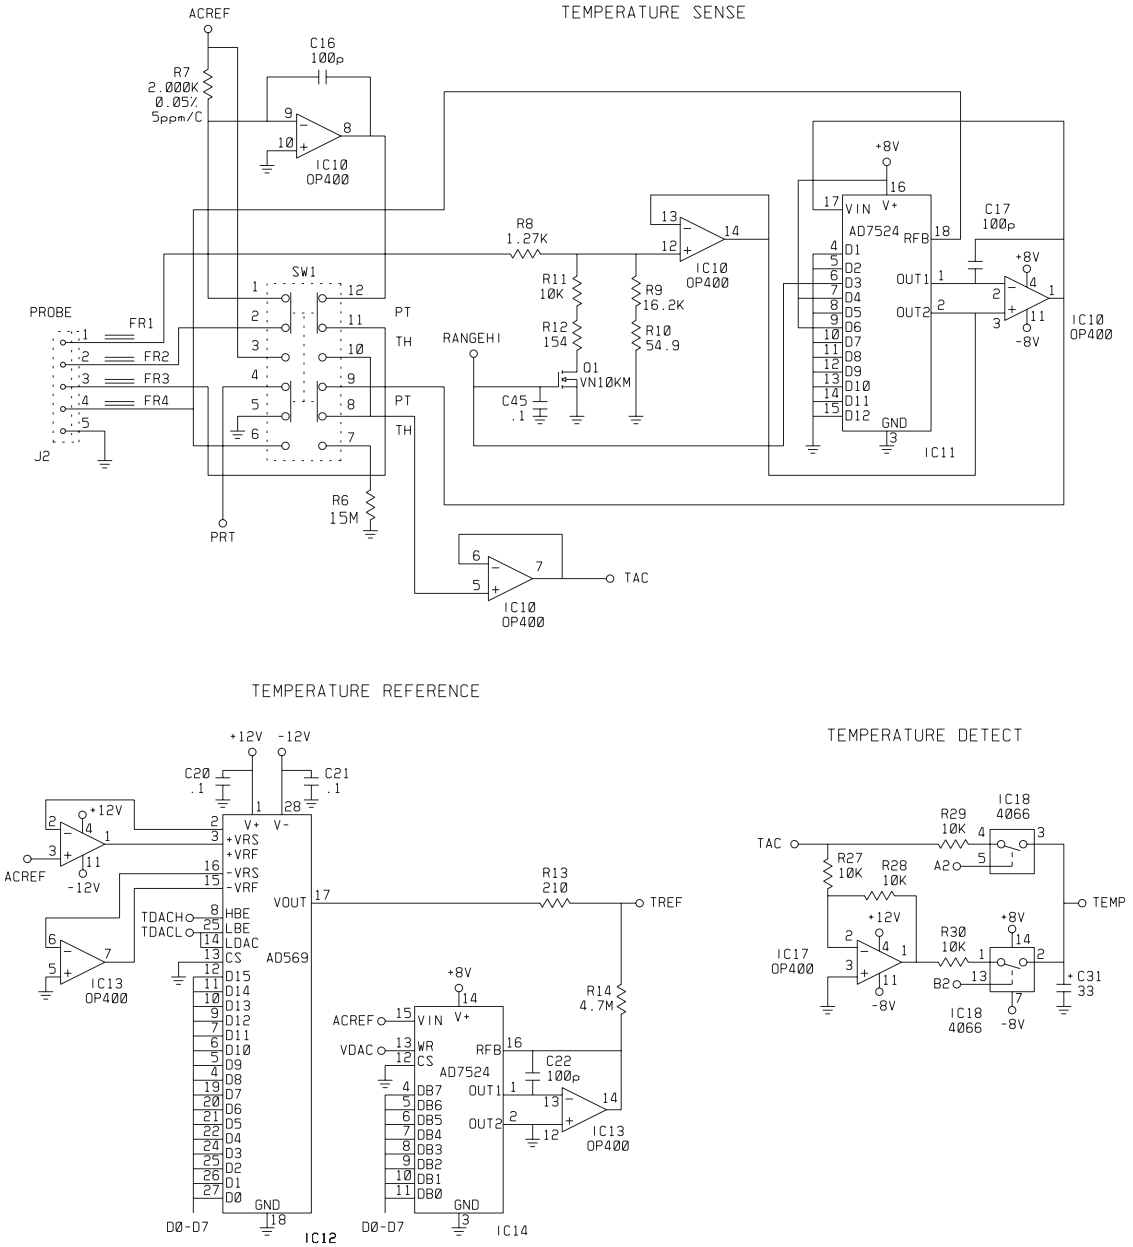 TEMPERATURE SENSE
ACREF
R7
2.000K
0.05%
5ppm/C
C16
100p
9
10
8
IC10
OP400
+8V
16
17
VIN
V+
AD7524
RFB
18
C17
100p
4
D1
5
D2
6
D3
7
D4
8
D5
9
D6
10
D7
11
D8
12
D9
13
D10
14
D11
15
D12
OUT1
1
OUT2
2
GND
3
IC11
+8V
4
2
3
1
11
-8V
IC10
OP400
13
12
14
IC10
OP400
R8
1.27K
R11
10K
R9
16.2K
R12
154
R10
54.9
RANGEHI
Q1
VN10KM
C45
.1
SW1
1
12
2
11
3
10
4
9
5
8
6
7
PT
TH
PT
TH
PROBE
1
FR1
2
FR2
3
FR3
4
FR4
5
J2
PRT
R6
15M
6
5
7
TAC
IC10
OP400
TEMPERATURE REFERENCE
+12V
-12V
C20
.1
C21
.1
1
28
V+
V-
2
+VRS
3
+VRF
16
-VRS
15
-VRF
+12V
2
4
1
3
11
ACREF
-12V
6
5
7
IC13
OP400
TDACH
8
HBE
TDACL
25
LBE
14
LDAC
13
CS
VOUT
17
AD569
12
D15
11
D14
10
D13
9
D12
7
D11
6
D10
5
D9
4
D8
19
D7
20
D6
21
D5
22
D4
24
D3
25
D2
26
D1
27
D0
GND
18
D0-D7
IC12
R13
210
TREF
R14
4.7M
+8V
14
ACREF
15
VIN
V+
VDAC
13
WR
12
CS
RFB
16
AD7524
C22
100p
4
DB7
5
DB6
6
DB5
7
DB4
8
DB3
9
DB2
10
DB1
11
DB0
OUT1
1
OUT2
2
13
12
14
IC13
OP400
GND
3
D0-D7
IC14
TEMPERATURE DETECT
TAC
R29
10K
IC18
4066
4
3
A2
5
R27
10K
R28
10K
+12V
2
4
1
3
11
-8V
IC17
OP400
R30
10K
+8V
14
1
2
B2
13
7
-8V
IC18
4066
TEMP
+
C31
33